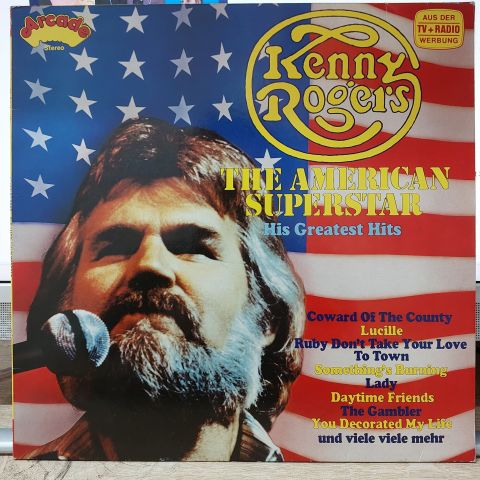 Arcade
Stereo
AUS DER
TV + RADIO
WERBUNG
Kenny
Rogers
THE AMERICAN
SUPERSTAR
His Greatest Hits
Coward Of The County
Lucille
Ruby Don't Take Your Love
To Town
Something's Burning
Lady
Daytime Friends
The Gambler
You Decorated My Life
und viele viele mehr